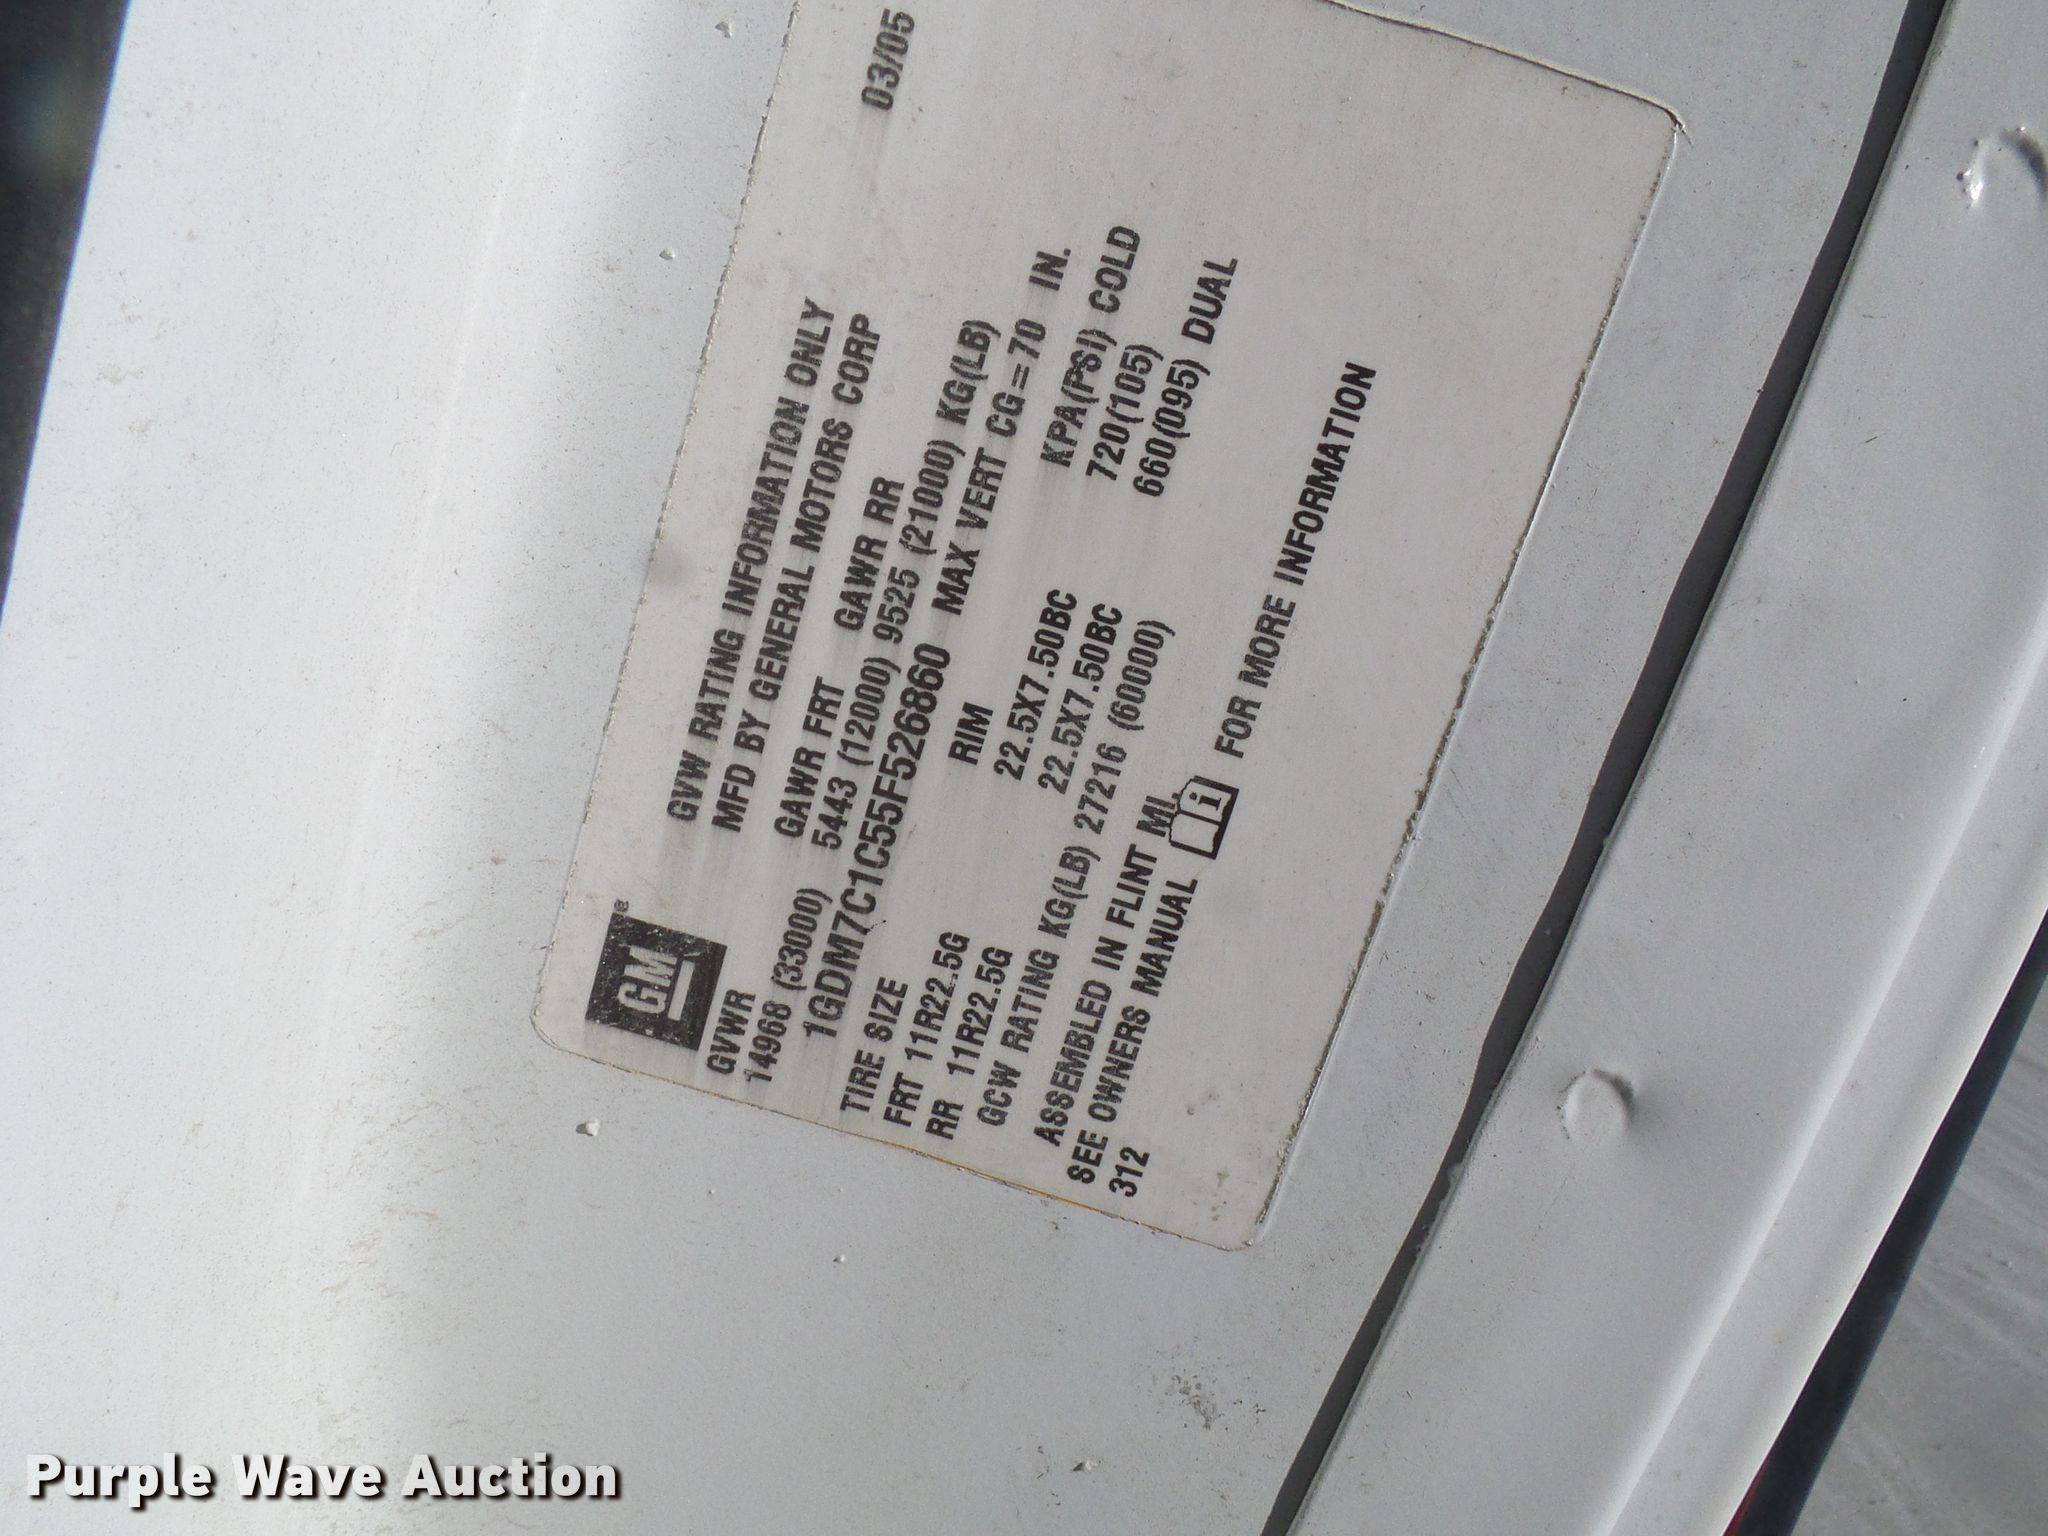 03/05
GVW RATING INFORMATION ONLY
MFD BY GENERAL MOTORS CORP
GM®
GVWR GAWR FRT GAWR RR
14968 (33000) 5443 (12000) 9525 (21000) KG(LB)
1GDM7C1C55F526860 MAX VERT CG=70 IN.
TIRE SIZE RIM KPA(PSI) COLD
FRT 11R22.5G 22.5X7.50BC 720(105)
RR 11R22.5G 22.5X7.50BC 660(095) DUAL
GCW RATING KG(LB) 27216 (60000)
ASSEMBLED IN FLINT MI.
SEE OWNERS MANUAL i FOR MORE INFORMATION
312
Purple Wave Auction